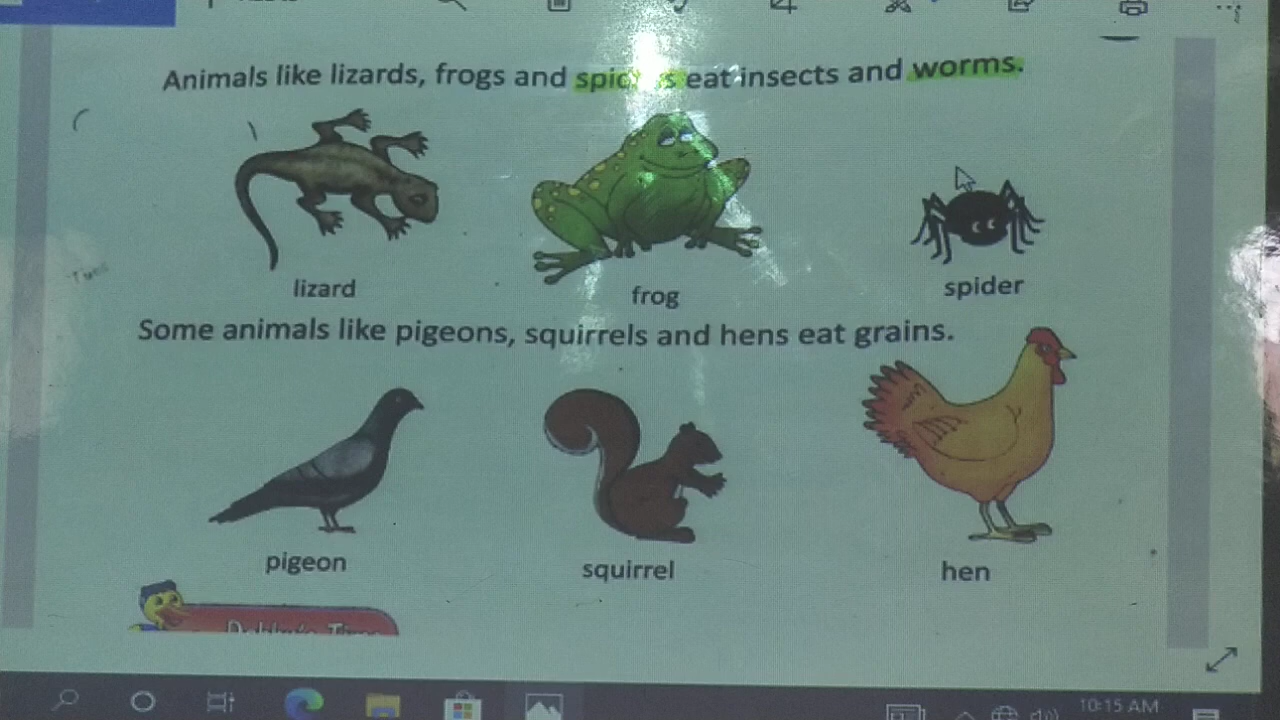 Animals like lizards, frogs and spiders eat insects and worms.
lizard frog spider
Some animals like pigeons, squirrels and hens eat grains.
pigeon squirrel hen
10:15 AM